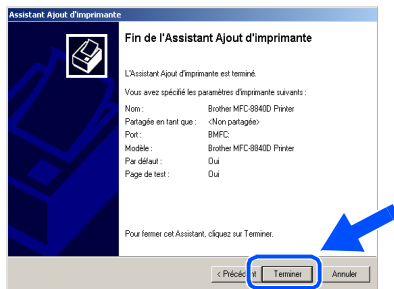 Assistant Ajout d'imprimante
Fin de l'Assistant Ajout d'imprimante
L'Assistant Ajout d'imprimante est terminé.
Vous avez spécifié les paramètres d'imprimante suivants :
Nom : Brother MFC-8840D Printer
Partagée en tant que : <Non partagée>
Port : BMFC:
Modèle : Brother MFC-8840D Printer
Par défaut : Oui
Page de test : Oui
Pour fermer cet Assistant, cliquez sur Terminer.
< Précédent Terminer Annuler